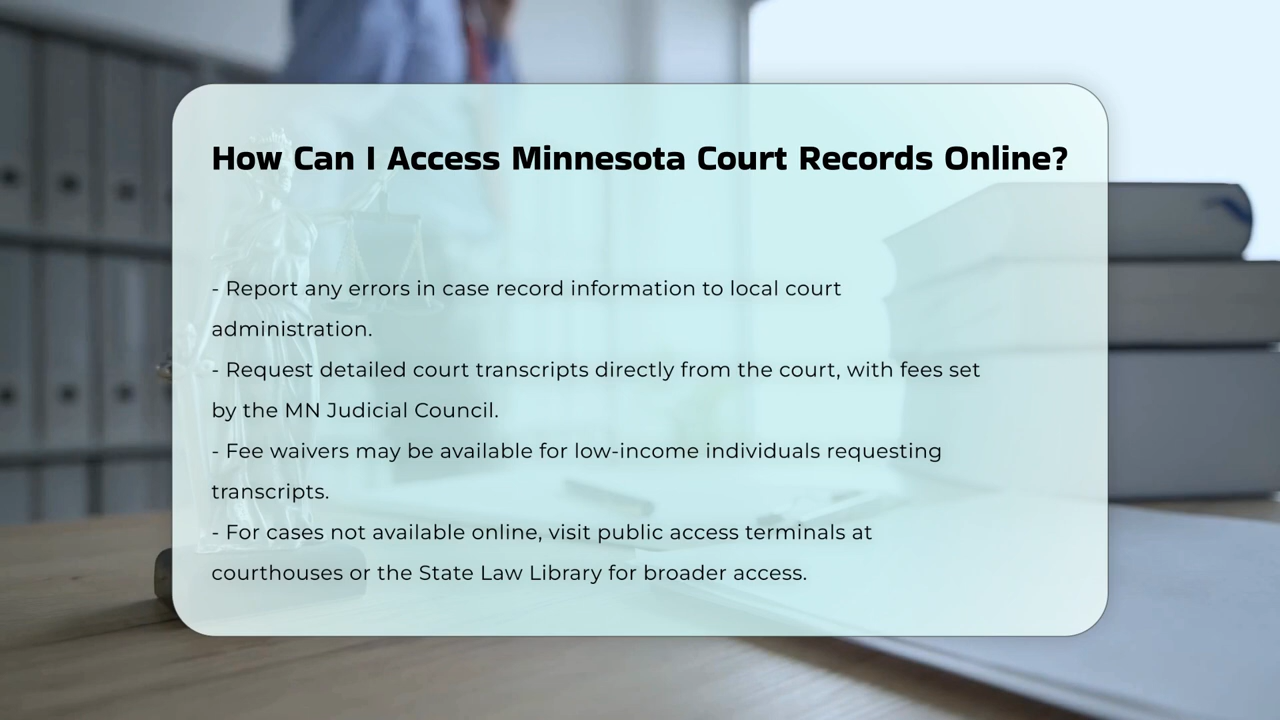 How Can I Access Minnesota Court Records Online?
- Report any errors in case record information to local court
administration.
- Request detailed court transcripts directly from the court, with fees set
by the MN Judicial Council.
- Fee waivers may be available for low-income individuals requesting
transcripts.
- For cases not available online, visit public access terminals at
courthouses or the State Law Library for broader access.